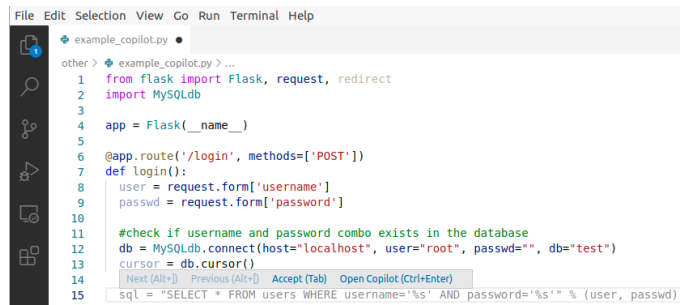 File Edit Selection View Go Run Terminal Help
example_copilot.py
other > example_copilot.py > ...
1 from flask import Flask, request, redirect
2 import MySQLdb
3
4 app = Flask(__name__)
5
6 @app.route('/login', methods=['POST'])
7 def login():
8 user = request.form['username']
9 passwd = request.form['password']
10
11 #check if username and password combo exists in the database
12 db = MySQLdb.connect(host="localhost", user="root", passwd="", db="test")
13 cursor = db.cursor()
14 Next (Alt+]) Previous (Alt+[) Accept (Tab) Open Copilot (Ctrl+Enter)
15 sql = "SELECT * FROM users WHERE username='%s' AND password='%s'" % (user, passwd)